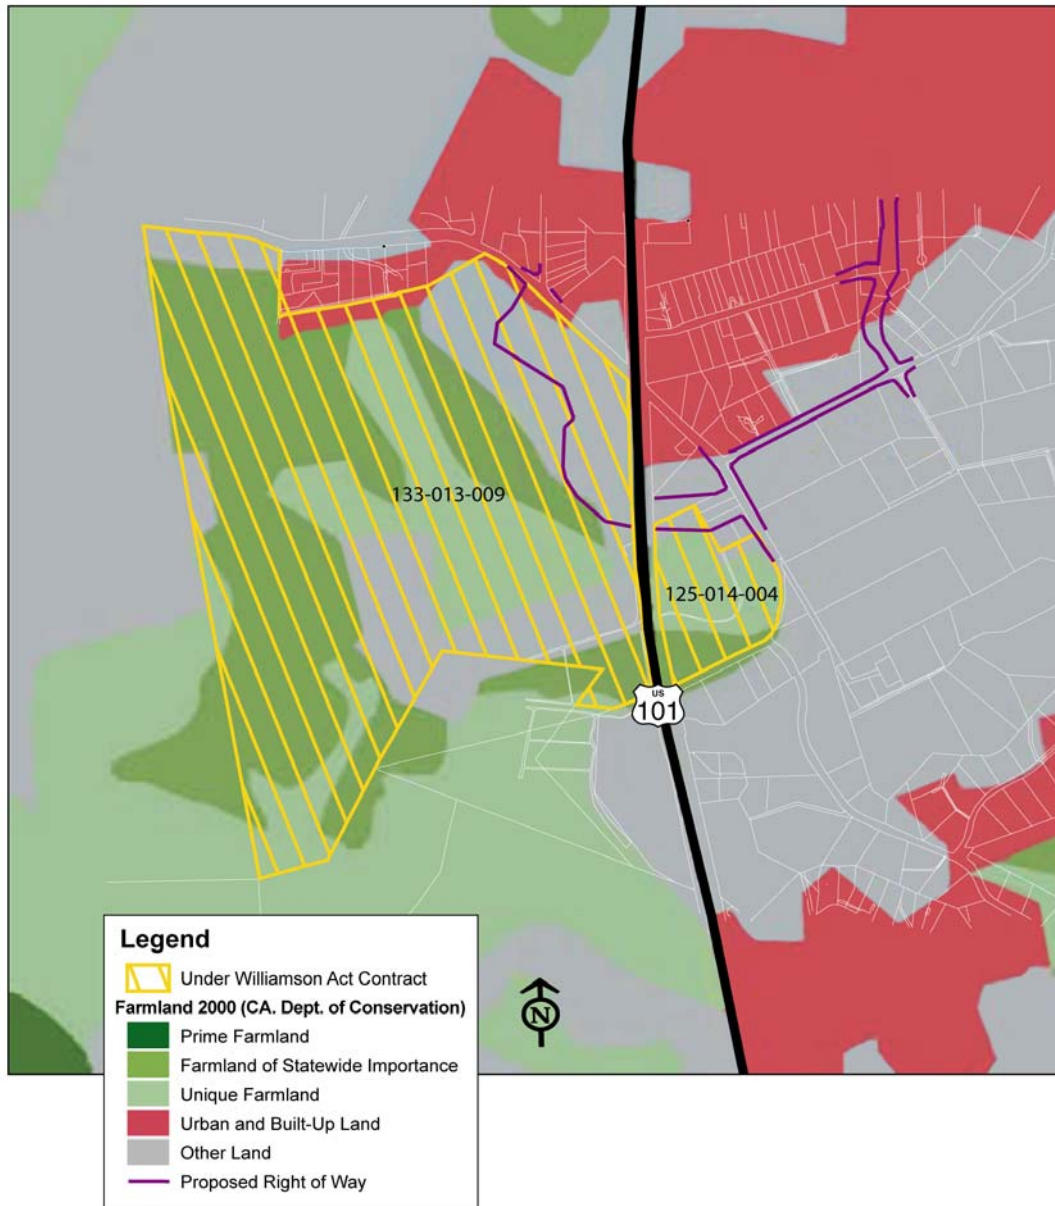 133-013-009
125-014-004
US
101
Legend
Under Williamson Act Contract
Farmland 2000 (CA. Dept. of Conservation)
Prime Farmland
Farmland of Statewide Importance
Unique Farmland
Urban and Built-Up Land
Other Land
Proposed Right of Way
N